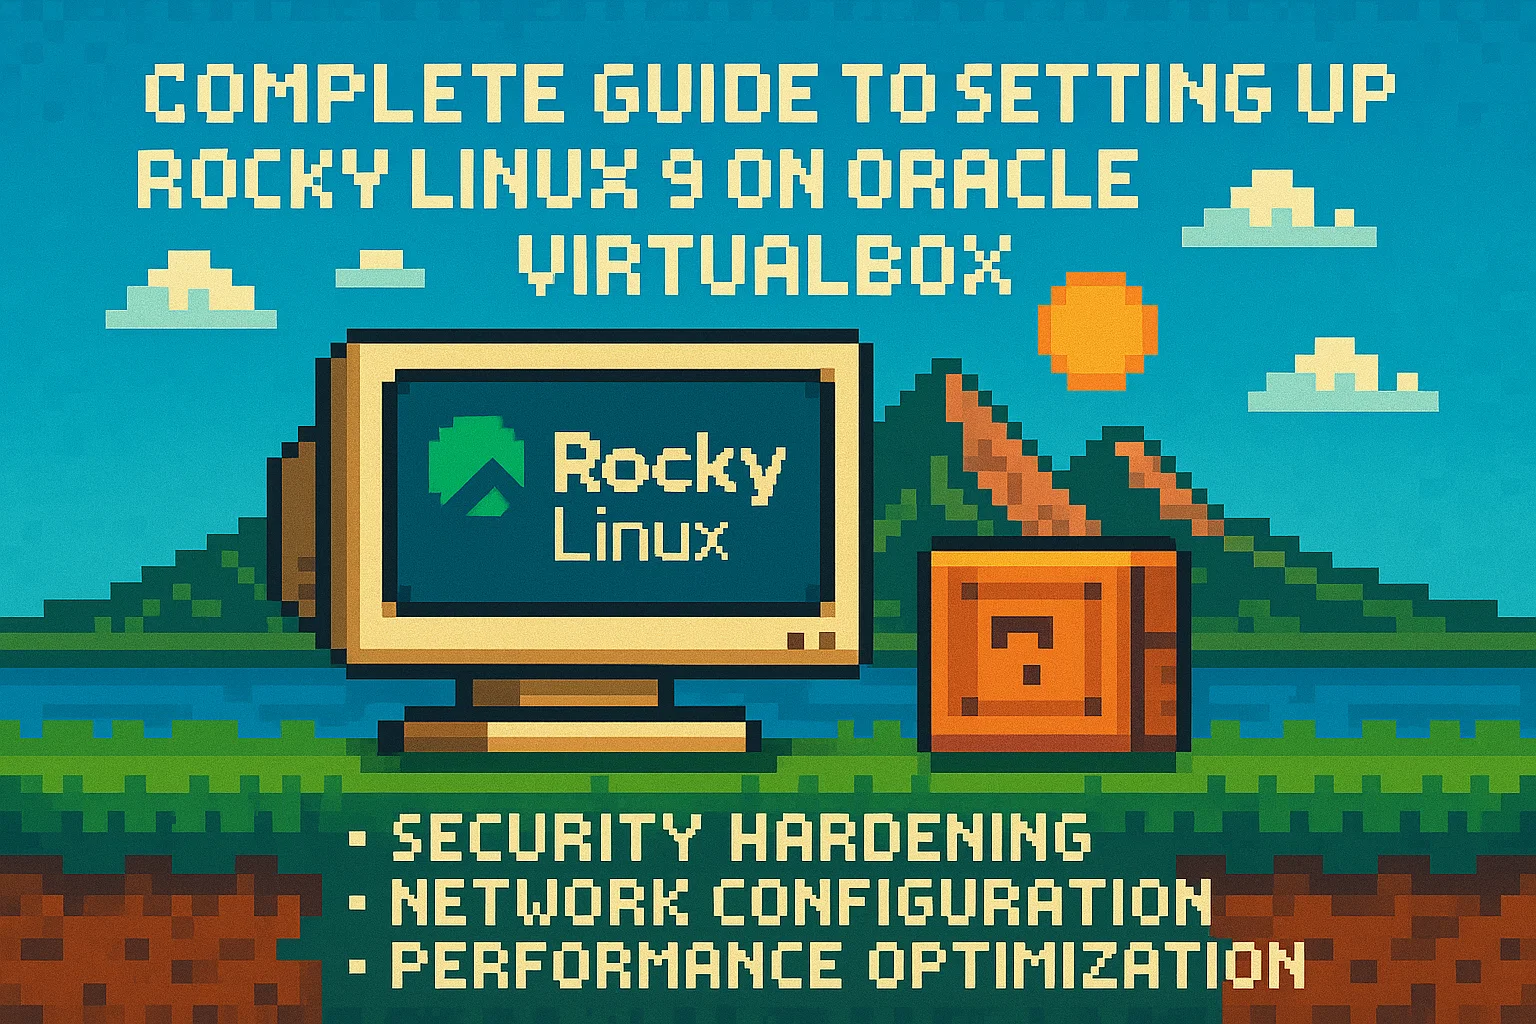 COMPLETE GUIDE TO SETTING UP
ROCKY LINUX 9 ON ORACLE
VIRTUALBOX
Rocky
Linux
• SECURITY HARDENING
• NETWORK CONFIGURATION
• PERFORMANCE OPTIMIZATION